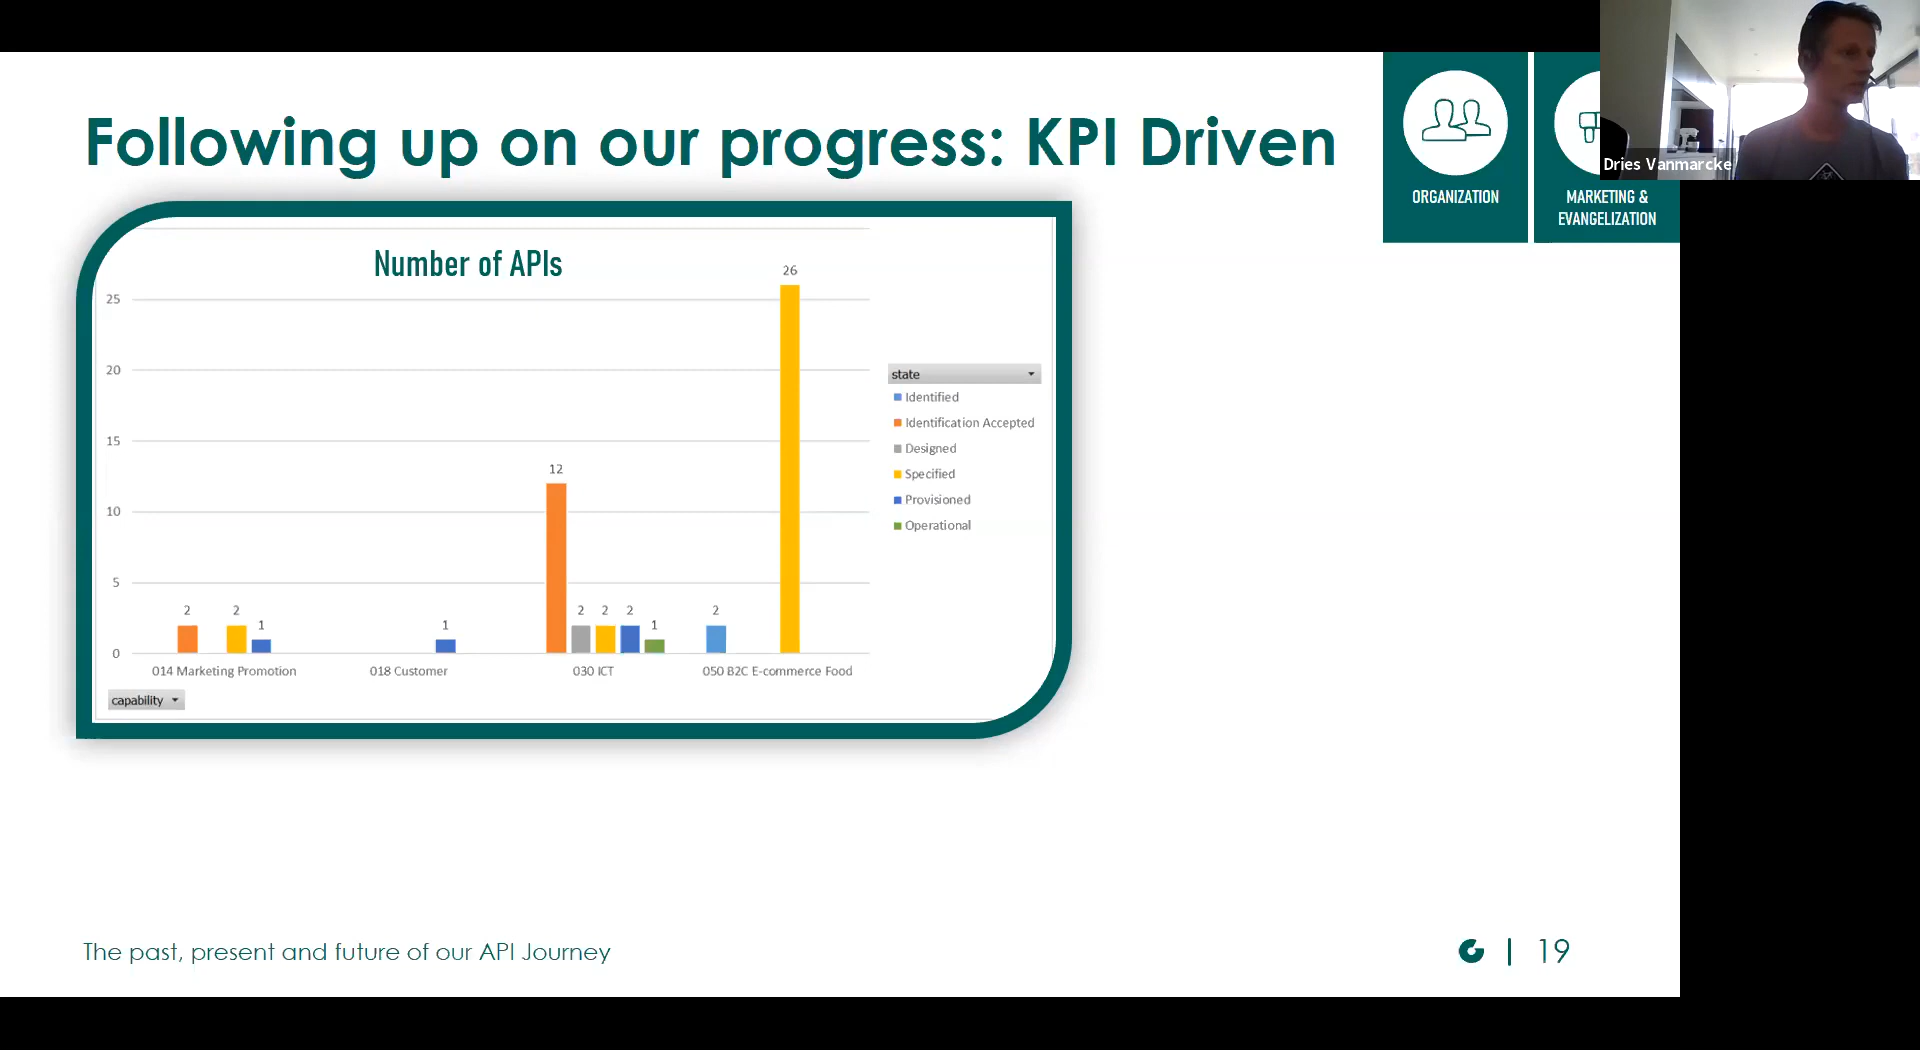 Following up on our progress: KPI Driven
ORGANIZATION
MARKETING &
EVANGELIZATION
Dries Vanmarcke
Number of APIs
26
25
20
15
12
10
5
2
2
1
1
2
2
2
1
2
0
014 Marketing Promotion
018 Customer
030 ICT
050 B2C E-commerce Food
capability
state
Identified
Identification Accepted
Designed
Specified
Provisioned
Operational
The past, present and future of our API Journey
19